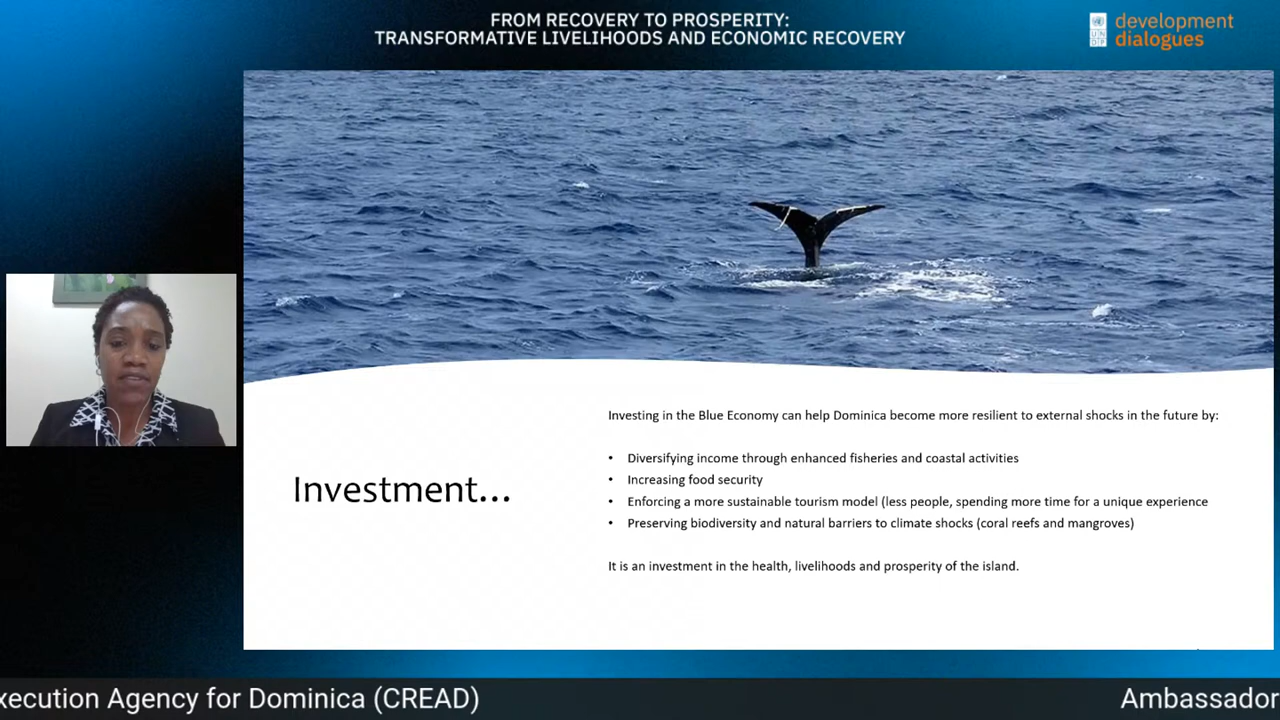 FROM RECOVERY TO PROSPERITY:
TRANSFORMATIVE LIVELIHOODS AND ECONOMIC RECOVERY
U N
D P
development
dialogues
Investing in the Blue Economy can help Dominica become more resilient to external shocks in the future by:
• Diversifying income through enhanced fisheries and coastal activities
• Increasing food security
• Enforcing a more sustainable tourism model (less people, spending more time for a unique experience
• Preserving biodiversity and natural barriers to climate shocks (coral reefs and mangroves)
It is an investment in the health, livelihoods and prosperity of the island.
Investment...
xecution Agency for Dominica (CREAD)
Ambassador